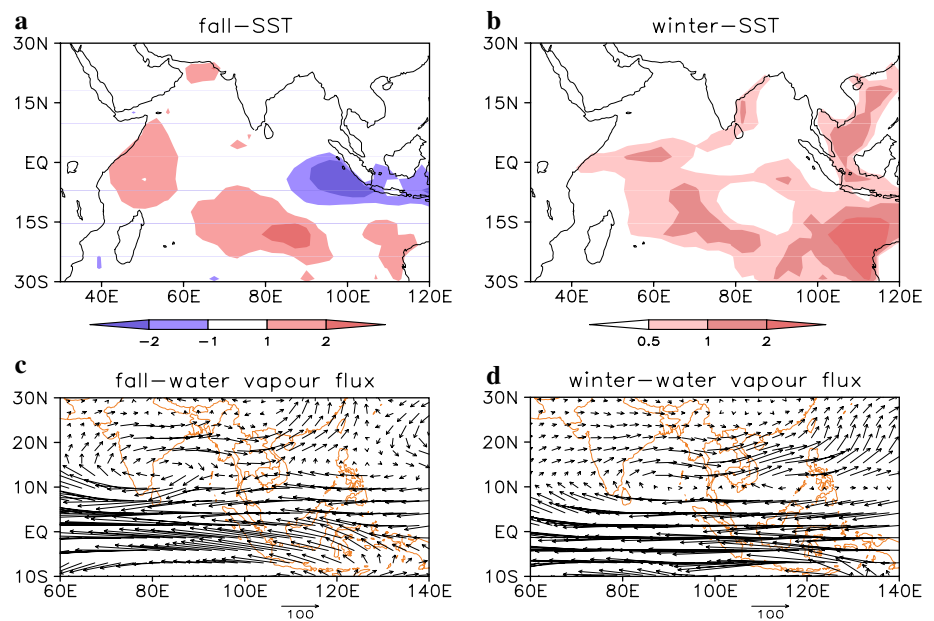 a
fall−SST
30N
15N
EQ
15S
30S
40E 60E 80E 100E 120E
−2 −1 1 2
b
winter−SST
30N
15N
EQ
15S
30S
40E 60E 80E 100E 120E
0.5 1 2
c
fall−water vapour flux
30N
20N
10N
EQ
10S
60E 80E 100E 120E 140E
100
d
winter−water vapour flux
30N
20N
10N
EQ
10S
60E 80E 100E 120E 140E
100